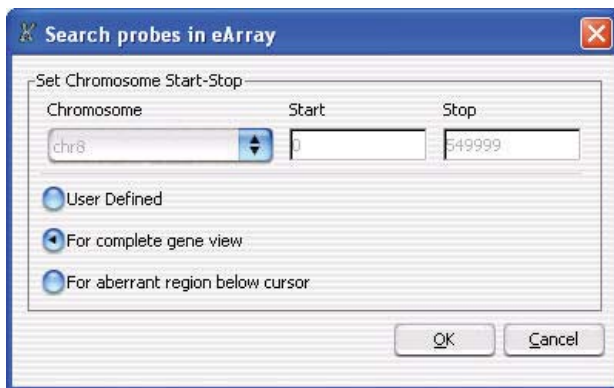 Search probes in eArray
Set Chromosome Start-Stop
Chromosome Start Stop
chr8 0 549999
User Defined
For complete gene view
For aberrant region below cursor
OK Cancel